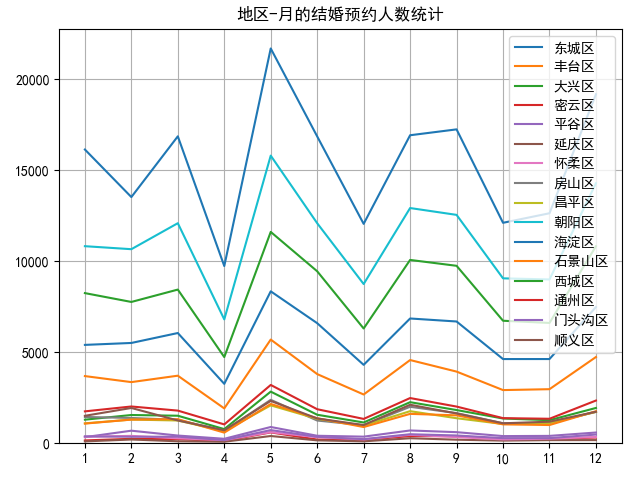 地区-月的结婚预约人数统计
20000
15000
10000
5000
0
1 2 3 4 5 6 7 8 9 10 11 12
东城区
丰台区
大兴区
密云区
平谷区
延庆区
怀柔区
房山区
昌平区
朝阳区
海淀区
石景山区
西城区
通州区
门头沟区
顺义区